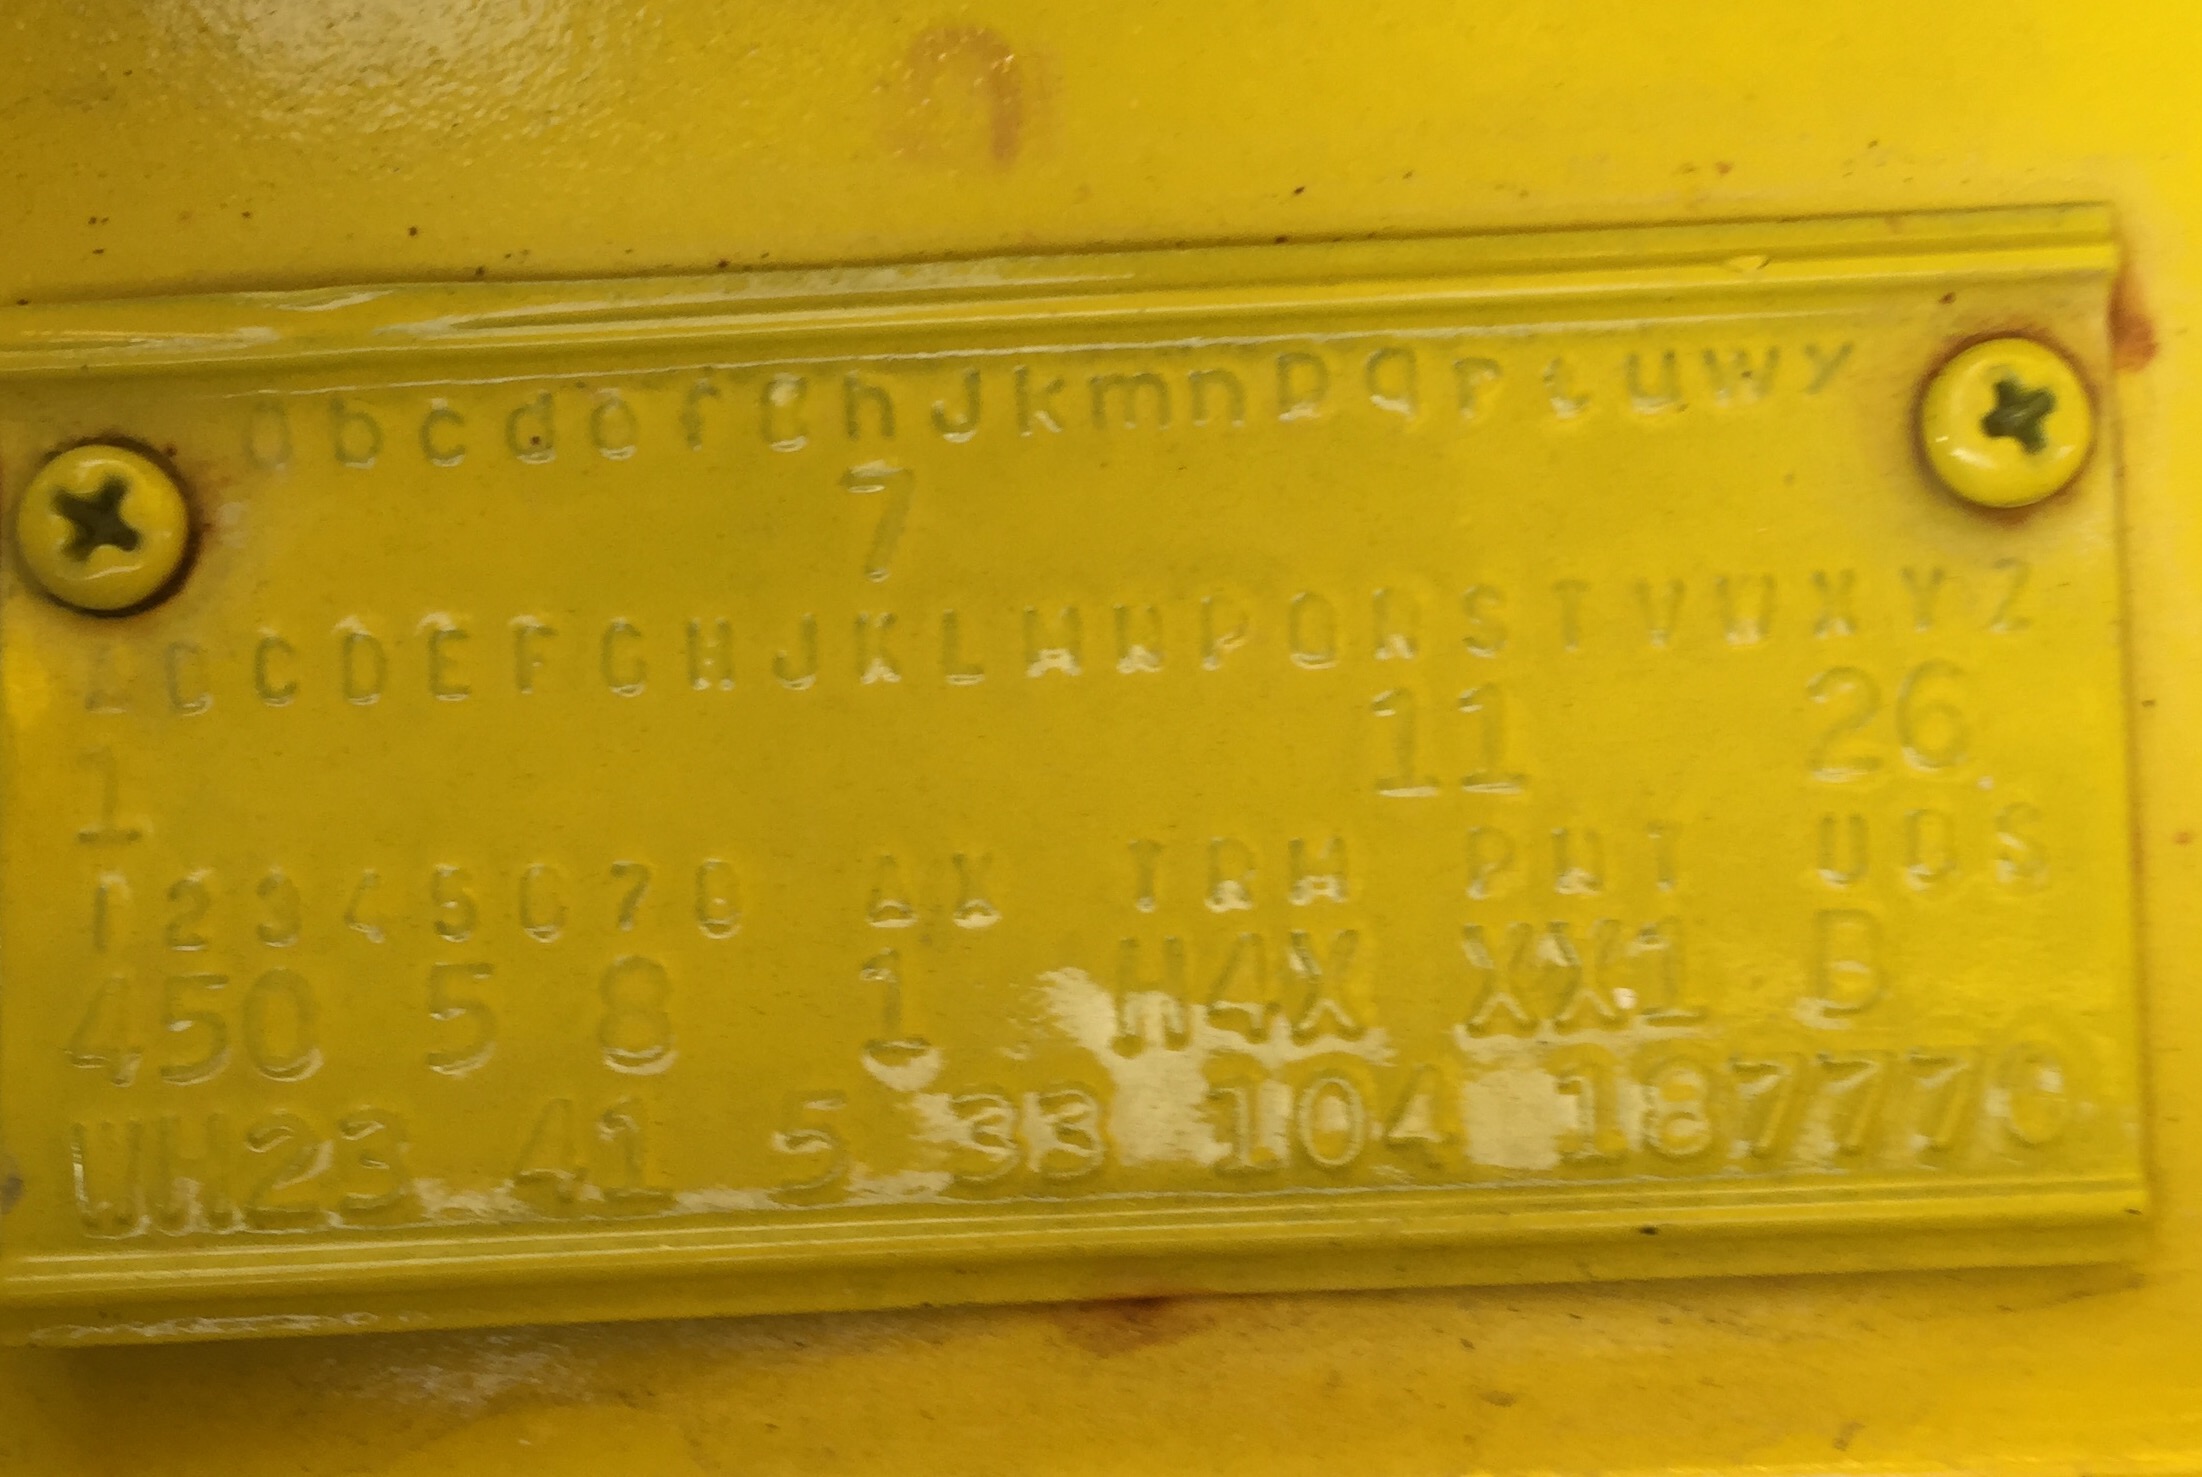 a b c d e f g h J k m n p q r t u w y
7
A B C D E F G H J K L M N P Q R S T V W X Y Z
1 11 26
1 2 3 4 5 6 7 8 AX TRM PNT UBS
450 5 8 1 H4X XX1 B
WH23 41 5 33 104 187770